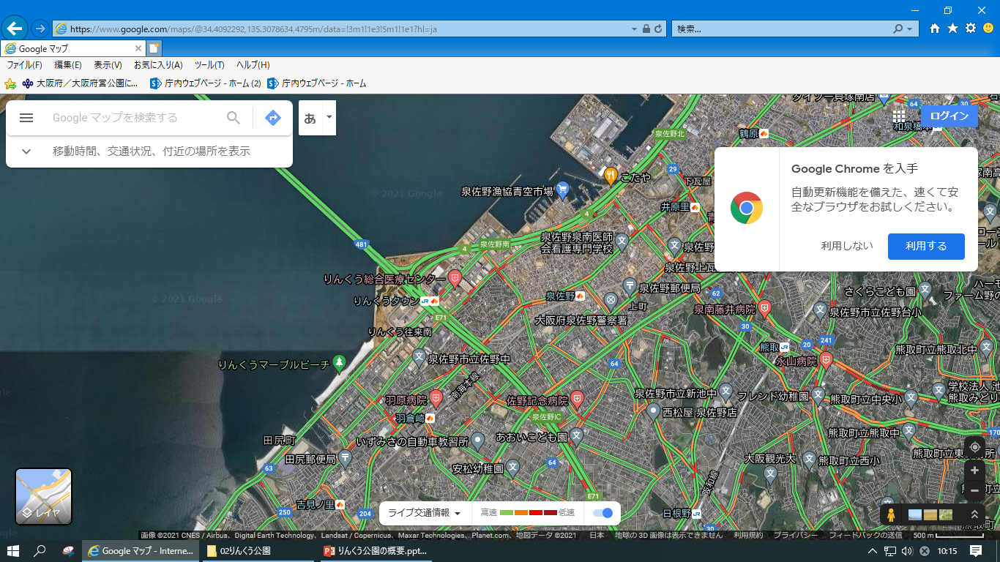 https://www.google.com/maps/@34.4092292,135.3078634,4795m/data=!3m1!1e3!5m1!1e1?hl=ja
検索...
Google マップ
ファイル(F) 編集(E) 表示(V) お気に入り(A) ツール(T) ヘルプ(H)
大阪府／大阪府営公園に... 庁内ウェブページ - ホーム (2) 庁内ウェブページ - ホーム
Google マップを検索する
あ
移動時間、交通状況、付近の場所を表示
ログイン
Google Chrome を入手
自動更新機能を備えた、速くて安
全なブラウザをお試しください。
利用しない 利用する
64
30
泉佐野北
鶴原
29
こたや
下瓦屋
© 2021 Google
泉佐野漁協青空市場
井原里
4
481
泉佐野南
4
泉佐野泉南医師
会看護専門学校
りんくう総合医療センター
泉佐野郵便局
62
さくらこども園
りんくうタウン
JR
泉佐野
上町
© 2021 Google
E71
大阪府泉佐野警察署
泉南藤井病院
泉佐野市立佐野台小
りんくう往来南
30
241
20
熊取
JR
熊取町立熊取北中
永山病院
りんくうマーブルビーチ
泉佐野市立佐野中
64
南海本線
羽原病院
佐野記念病院
泉佐野市立新池中
フレンド幼稚園
熊取町立中央小
羽倉崎
泉佐野IC
西松屋 泉佐野店
熊取町立熊取中
170
田尻町
いずみさの自動車教習所
あおいこども園
田尻郵便局
63
安松幼稚園
64
大阪観光大
熊取町立西小
阪和線
吉見ノ里
250
204
E71
日根野
JR
30
レイヤ
ライブ交通情報 高速 低速
画像 ©2021 CNES / Airbus、Digital Earth Technology、Landsat / Copernicus、Maxar Technologies、Planet.com、地図データ ©2021 日本 地球の 3D 画像は表示できません 利用規約 プライバシー フィードバックの送信 500 m
Google マップ - Interne...
02りんくう公園
りんくう公園の概要.ppt...
10:15